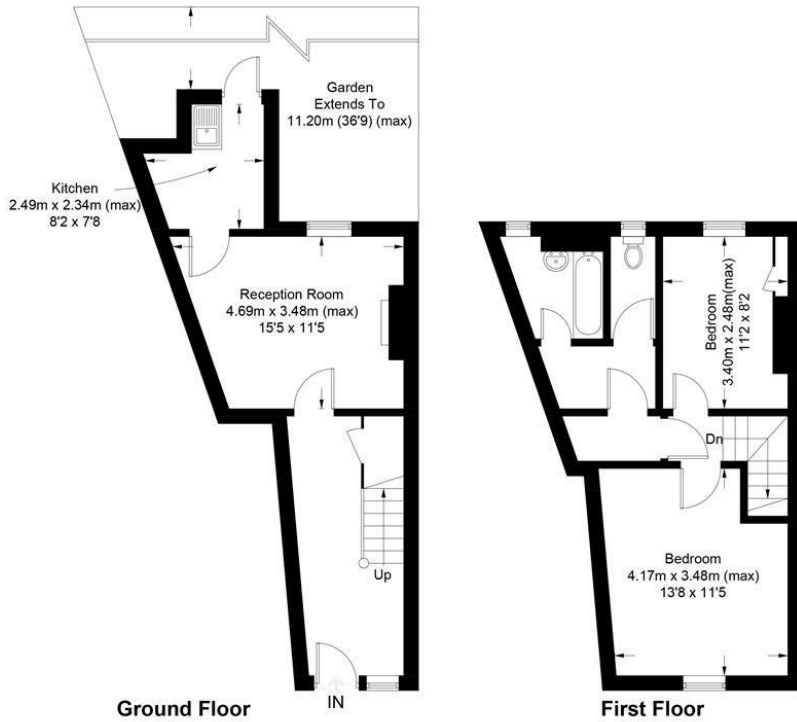 Garden
Extends To
11.20m (36'9) (max)
Kitchen
2.49m x 2.34m (max)
8'2 x 7'8
Reception Room
4.69m x 3.48m (max)
15'5 x 11'5
Up
IN
Ground Floor
Bedroom
3.40m x 2.48m(max)
11'2 x 8'2
Dn
Bedroom
4.17m x 3.48m (max)
13'8 x 11'5
First Floor